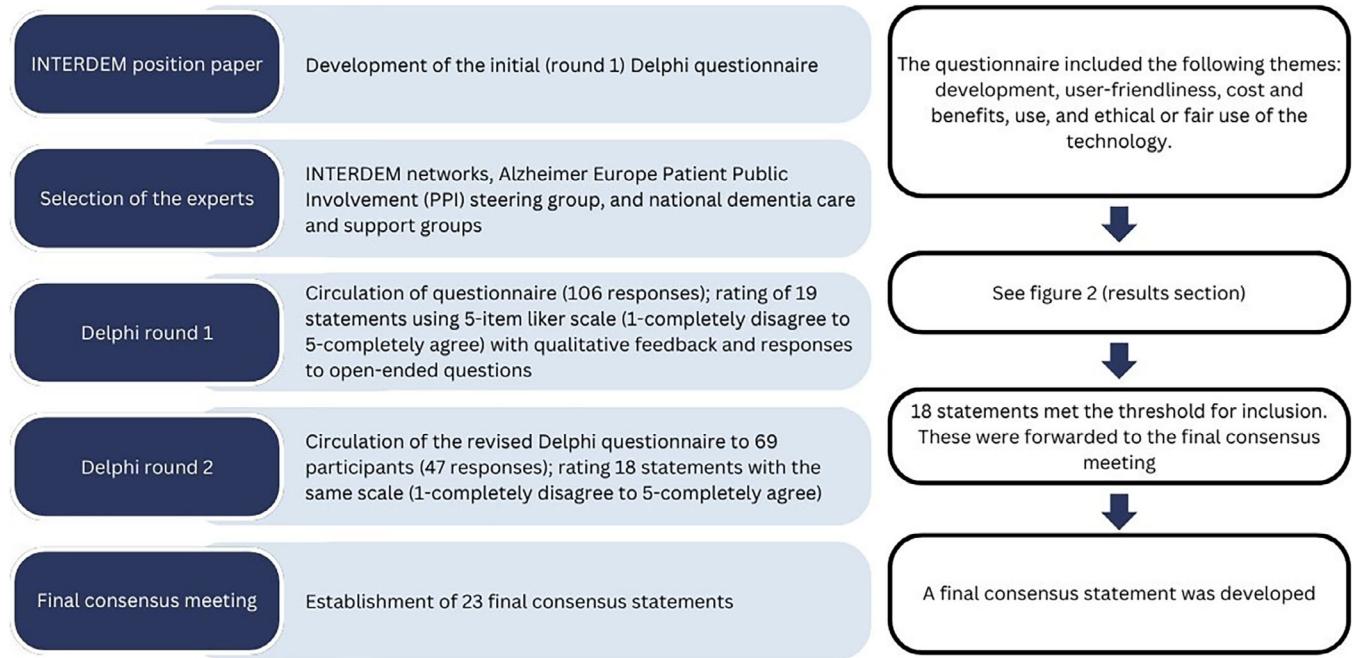 INTERDEM position paper
Development of the initial (round 1) Delphi questionnaire
Selection of the experts
INTERDEM networks, Alzheimer Europe Patient Public
Involvement (PPI) steering group, and national dementia care
and support groups
Delphi round 1
Circulation of questionnaire (106 responses); rating of 19
statements using 5-item liker scale (1-completely disagree to
5-completely agree) with qualitative feedback and responses
to open-ended questions
Delphi round 2
Circulation of the revised Delphi questionnaire to 69
participants (47 responses); rating 18 statements with the
same scale (1-completely disagree to 5-completely agree)
Final consensus meeting
Establishment of 23 final consensus statements
The questionnaire included the following themes:
development, user-friendliness, cost and
benefits, use, and ethical or fair use of the
technology.
See figure 2 (results section)
18 statements met the threshold for inclusion.
These were forwarded to the final consensus
meeting
A final consensus statement was developed